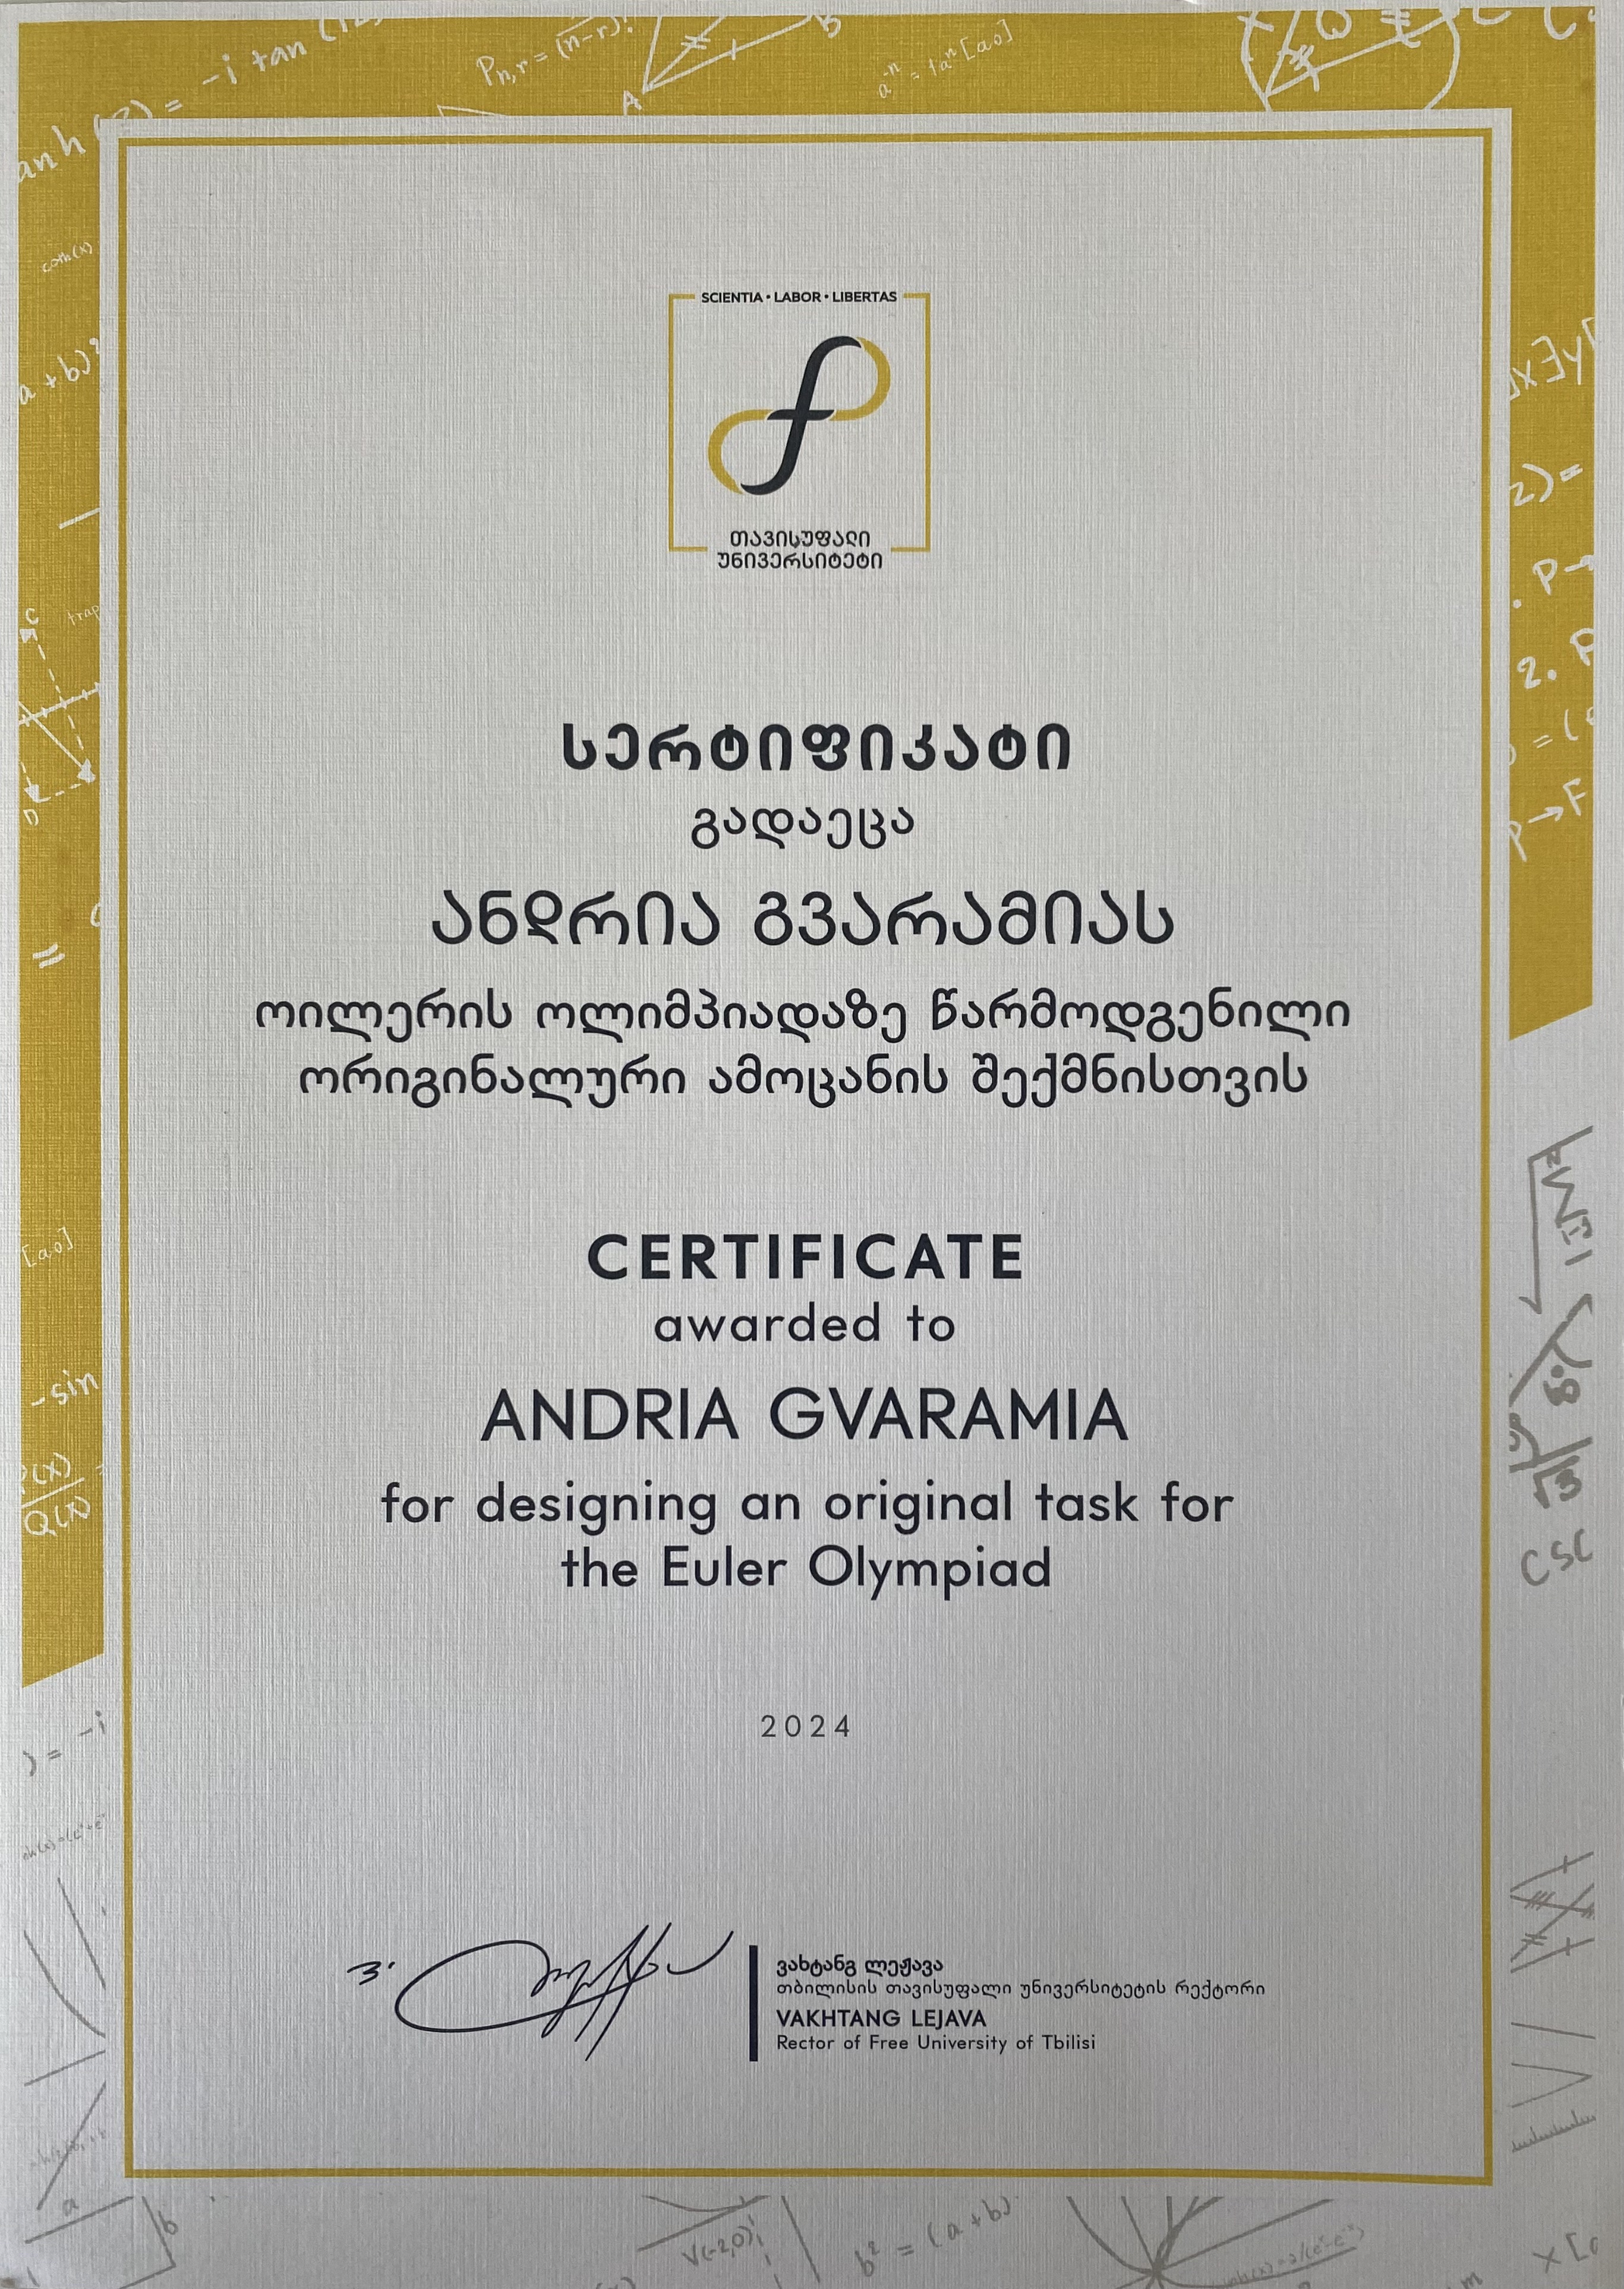 SCIENTIA • LABOR • LIBERTAS
თავისუფალი
უნივერსიტეტი
სერტიფიკატი
გადაეცა
ანდრია გვარამიას
ოილერის ოლიმპიადაზე წარმოდგენილი
ორიგინალური ამოცანის შექმნისთვის
CERTIFICATE
awarded to
ANDRIA GVARAMIA
for designing an original task for
the Euler Olympiad
2024
ვახტანგ ლეჟავა
თბილისის თავისუფალი უნივერსიტეტის რექტორი
VAKHTANG LEJAVA
Rector of Free University of Tbilisi